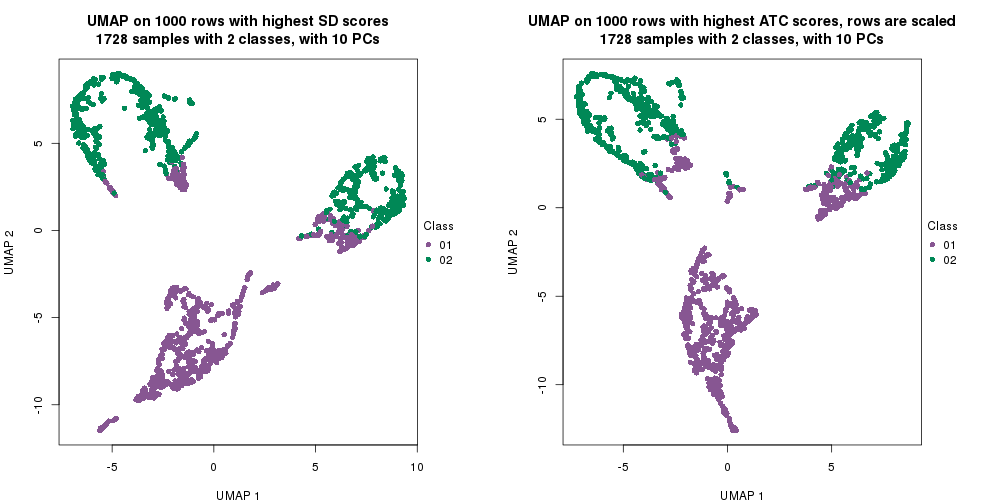 UMAP on 1000 rows with highest SD scores
1728 samples with 2 classes, with 10 PCs
UMAP 2
5
0
-5
-10
-5
0
5
10
UMAP 1
Class
01
02
UMAP on 1000 rows with highest ATC scores, rows are scaled
1728 samples with 2 classes, with 10 PCs
UMAP 2
5
0
-5
-10
-5
0
5
UMAP 1
Class
01
02